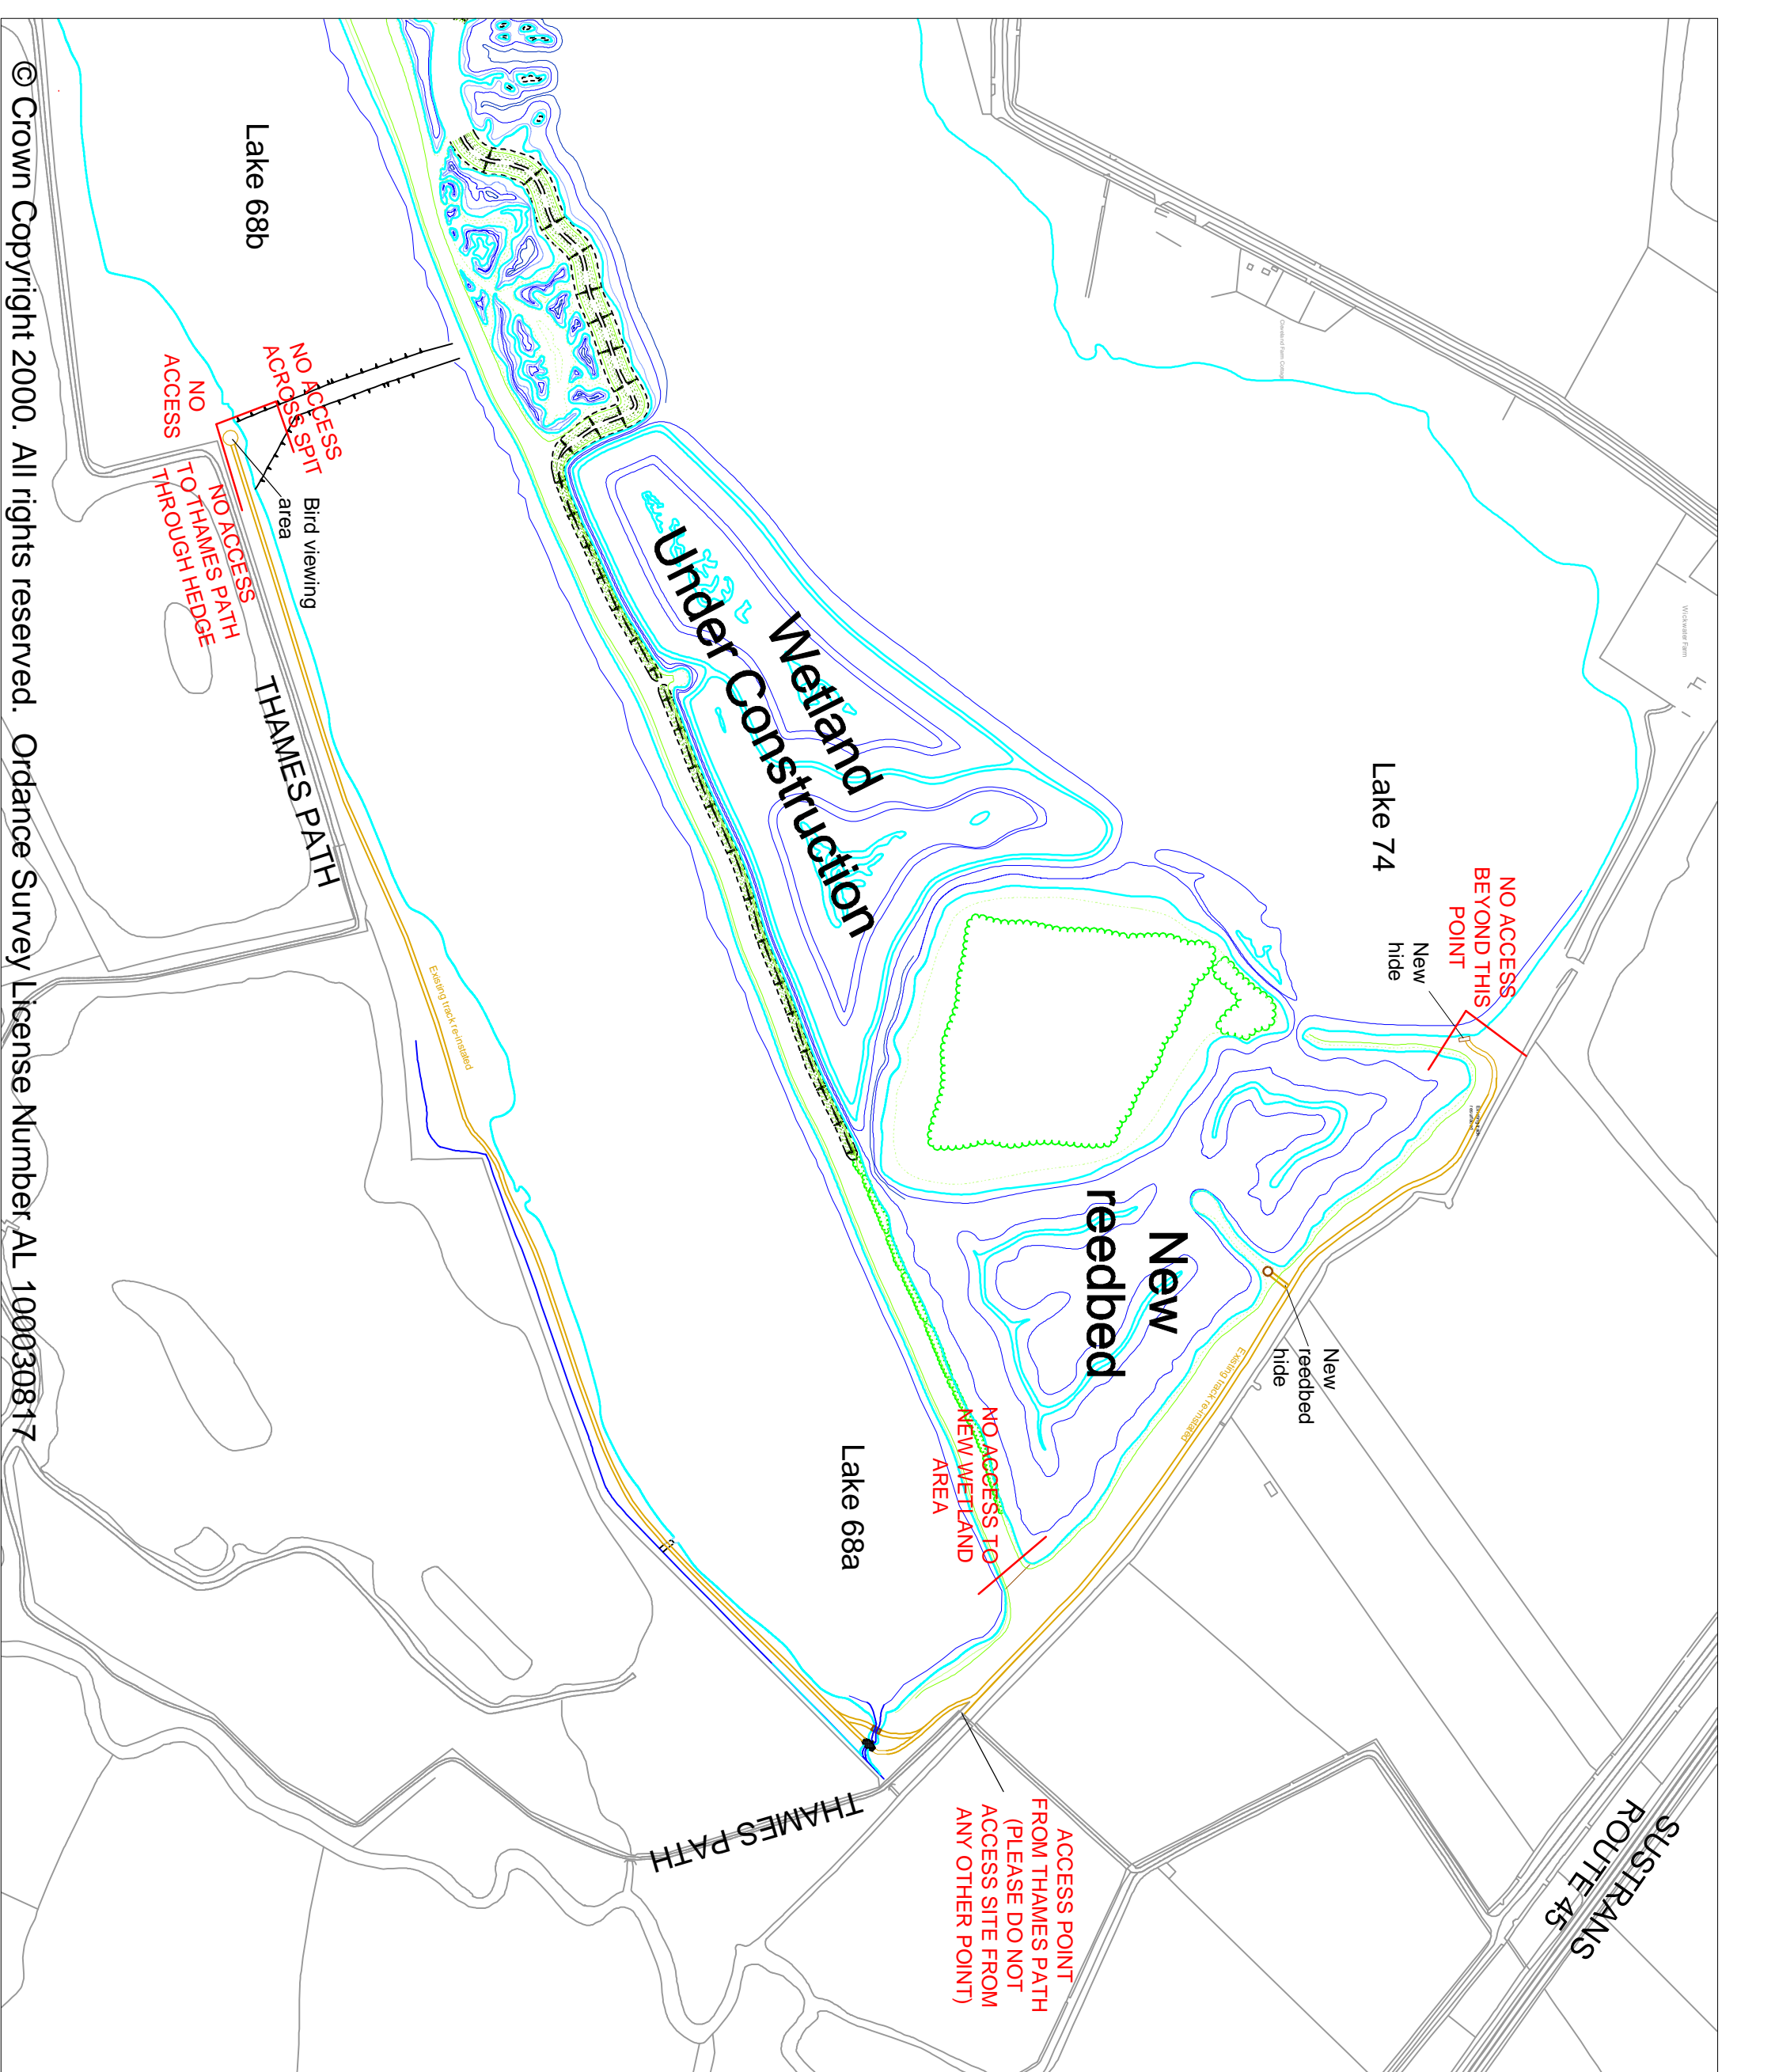 SUSTRANS
ROUTE 45
Wickwater Farm
Lake 74
NO ACCESS
BEYOND THIS
POINT
New
hide
New
reedbed
hide
New
reedbed
Existing track re-instated
NO ACCESS TO
NEW WETLAND
AREA
ACCESS POINT
FROM THAMES PATH
(PLEASE DO NOT
ACCESS SITE FROM
ANY OTHER POINT)
Wetland
Under Construction
Lake 68a
THAMES PATH
Lake 68b
NO ACCESS
ACROSS SPIT
NO
ACCESS
Bird viewing
area
NO ACCESS
TO THAMES PATH
THROUGH HEDGE
THAMES PATH
Existing track re-instated
© Crown Copyright 2000. All rights reserved. Ordance Survey License Number AL 100030817